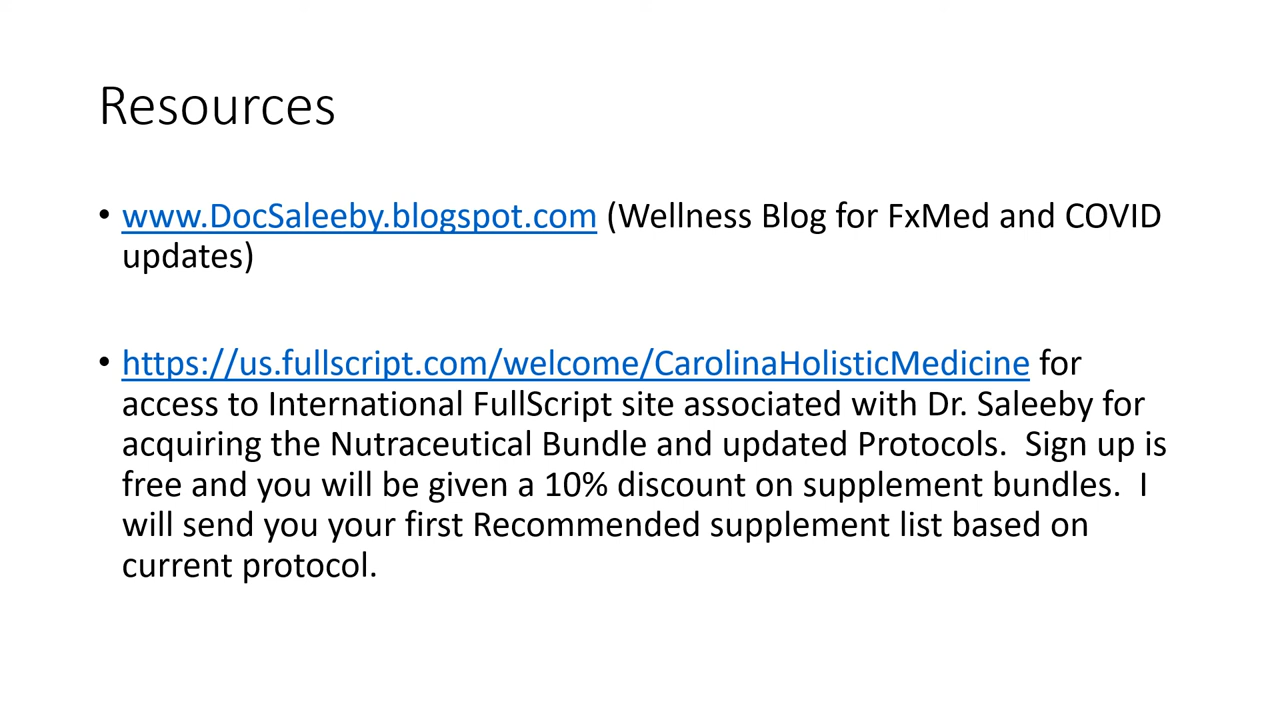 Resources
• www.DocSaleeby.blogspot.com (Wellness Blog for FxMed and COVID
updates)
• https://us.fullscript.com/welcome/CarolinaHolisticMedicine for
access to International FullScript site associated with Dr. Saleeby for
acquiring the Nutraceutical Bundle and updated Protocols.  Sign up is
free and you will be given a 10% discount on supplement bundles.  I
will send you your first Recommended supplement list based on
current protocol.